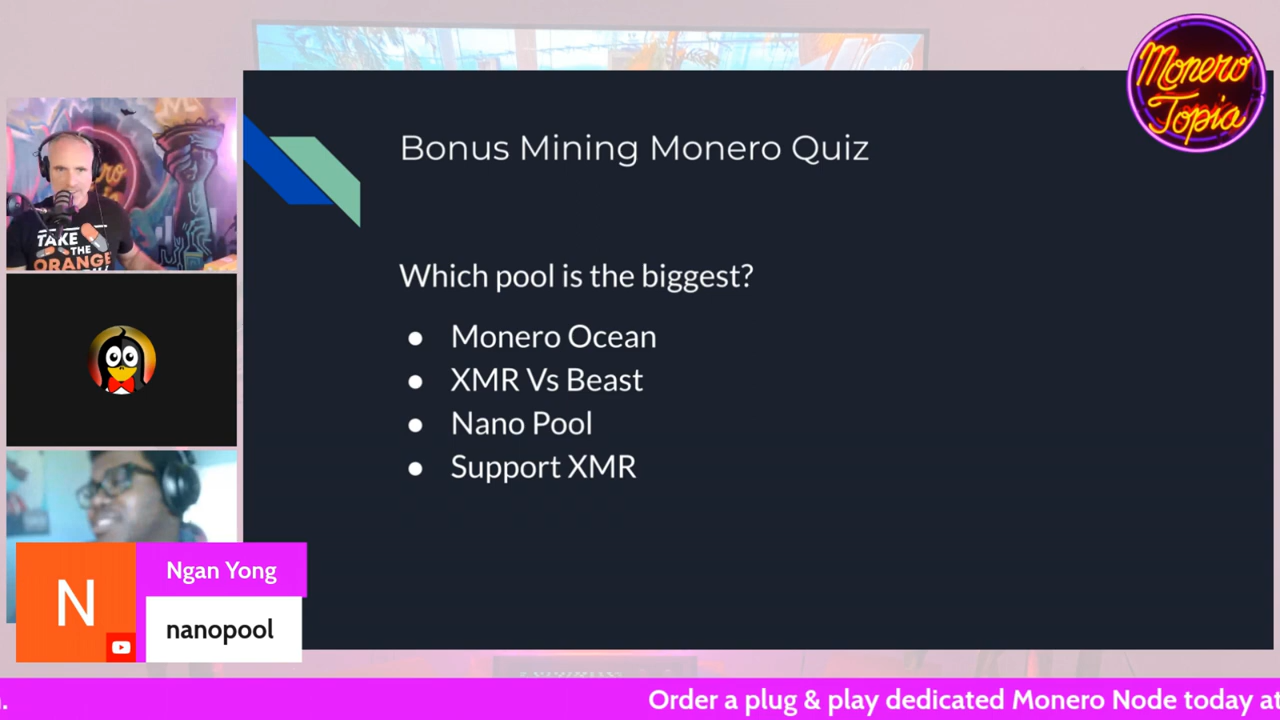 Monero
Topia
Bonus Mining Monero Quiz
TAKE
THE
ORANGE
Which pool is the biggest?
● Monero Ocean
● XMR Vs Beast
● Nano Pool
● Support XMR
N
Ngan Yong
nanopool
Order a plug & play dedicated Monero Node today at